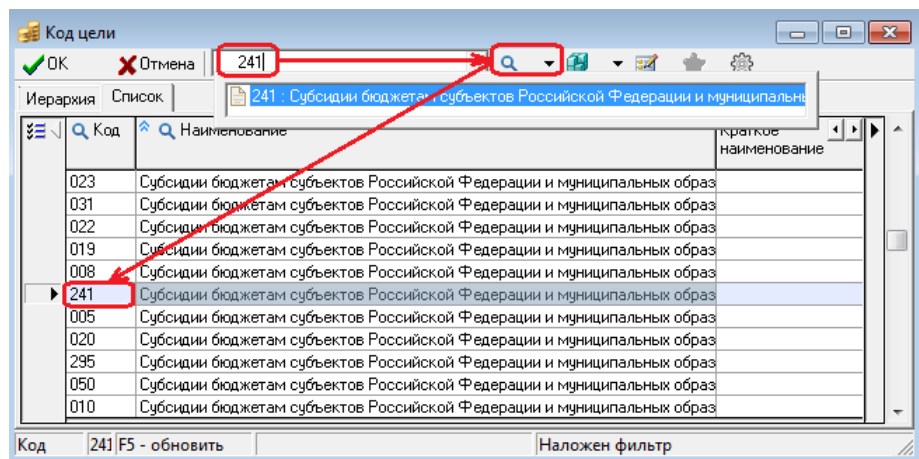 Код цели
OK Отмена 241
Иерархия Список
241 : Субсидии бюджетам субъектов Российской Федерации и муниципальн
Код Наименование Краткое наименование
023 Субсидии бюджетам субъектов Российской Федерации и муниципальных образ
031 Субсидии бюджетам субъектов Российской Федерации и муниципальных образ
022 Субсидии бюджетам субъектов Российской Федерации и муниципальных образ
019 Субсидии бюджетам субъектов Российской Федерации и муниципальных образ
008 Субсидии бюджетам субъектов Российской Федерации и муниципальных образ
241 Субсидии бюджетам субъектов Российской Федерации и муниципальных образ
005 Субсидии бюджетам субъектов Российской Федерации и муниципальных образ
020 Субсидии бюджетам субъектов Российской Федерации и муниципальных образ
295 Субсидии бюджетам субъектов Российской Федерации и муниципальных образ
050 Субсидии бюджетам субъектов Российской Федерации и муниципальных образ
010 Субсидии бюджетам субъектов Российской Федерации и муниципальных образ
Код 241 F5 - обновить Наложен фильтр